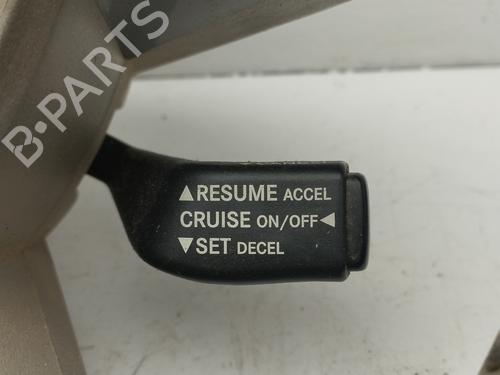 B-PARTS
▲RESUME ACCEL
CRUISE ON/OFF◀
▼SET DECEL